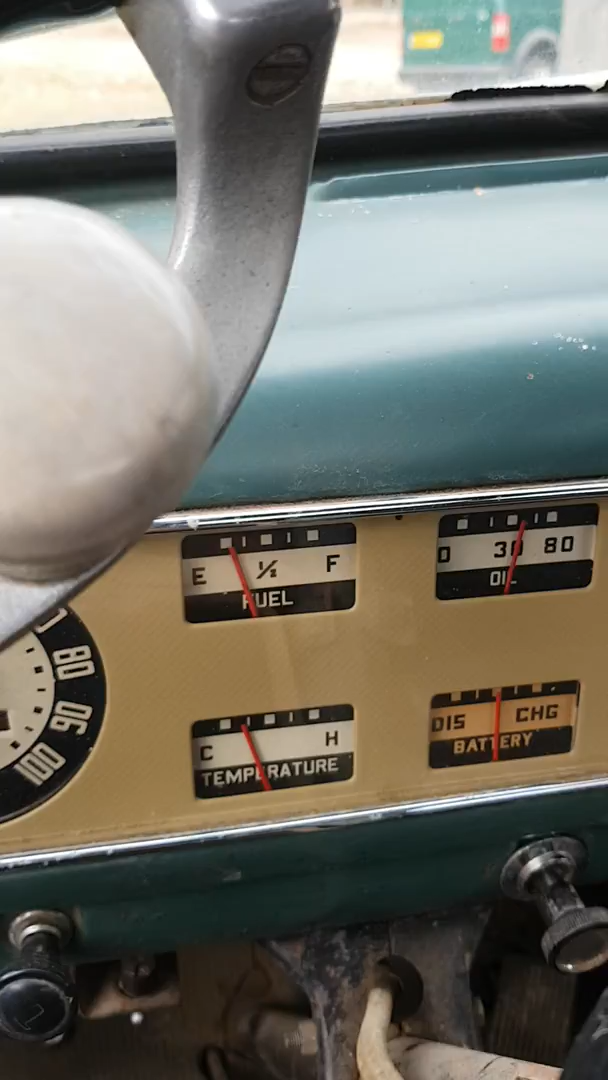 E ½ F
FUEL
0 30 80
OIL
C H
TEMPERATURE
DIS CHG
BATTERY
80
90
100